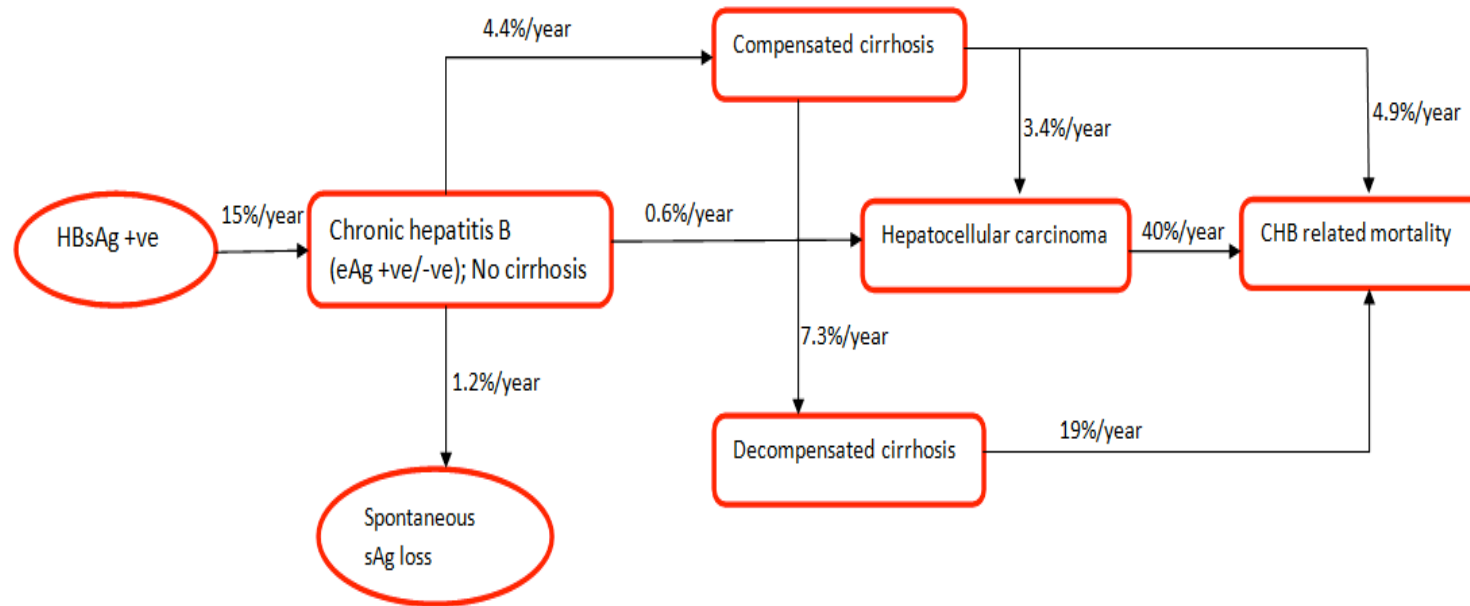 4.4%/year
Compensated cirrhosis
3.4%/year
4.9%/year
HBsAg +ve
15%/year
Chronic hepatitis B
(eAg +ve/-ve); No cirrhosis
0.6%/year
Hepatocellular carcinoma
40%/year
CHB related mortality
7.3%/year
1.2%/year
Decompensated cirrhosis
19%/year
Spontaneous
sAg loss